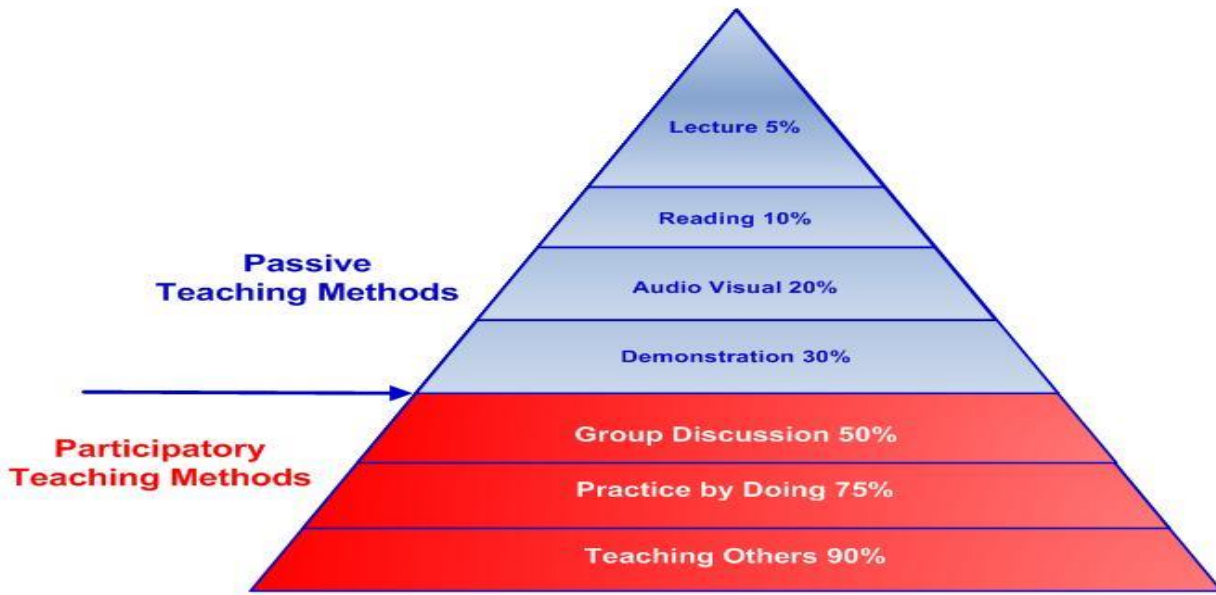 Lecture 5%
Reading 10%
Audio Visual 20%
Demonstration 30%
Passive
Teaching Methods
Participatory
Teaching Methods
Group Discussion 50%
Practice by Doing 75%
Teaching Others 90%